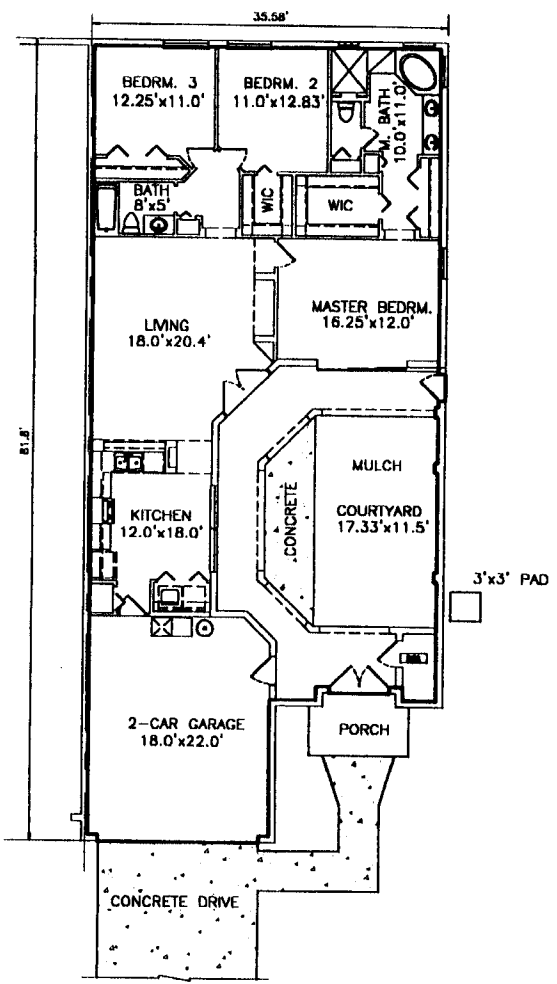 35.58'
BEDRM. 3
12.25'x11.0'
BEDRM. 2
11.0'x12.83'
M. BATH
10.0'x11.0'
BATH
8'x5'
WIC
WIC
LIVING
18.0'x20.4'
MASTER BEDRM.
16.25'x12.0'
81.8'
MULCH
CONCRETE
COURTYARD
17.33'x11.5'
KITCHEN
12.0'x18.0'
3'x3' PAD
2-CAR GARAGE
18.0'x22.0'
PORCH
CONCRETE DRIVE